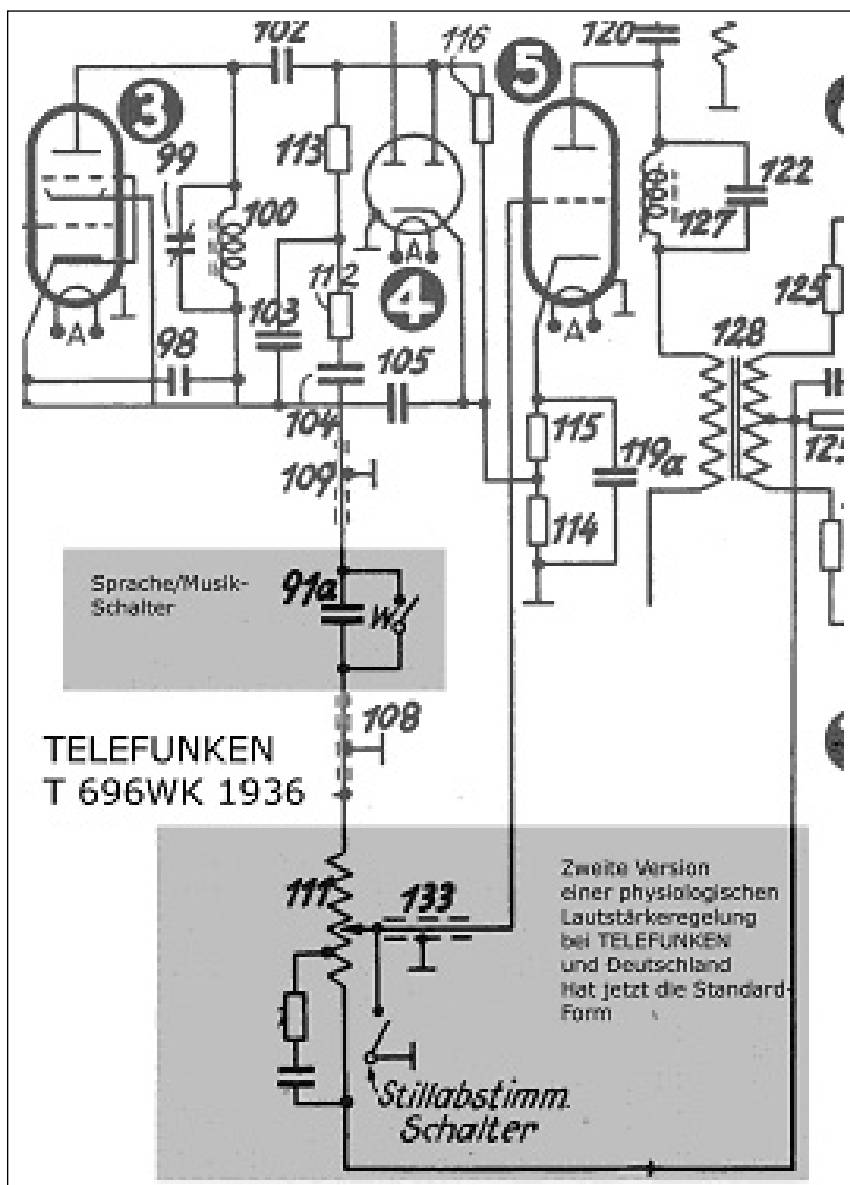 102
116
5
120
3
99
113
122
100
127
112
4
125
103
A
A
A
128
98
105
104
115
119a
125
109
114
Sprache/Musik-
Schalter
91a
W
108
TELEFUNKEN
T 696WK 1936
111
133
Zweite Version
einer physiologischen
Lautstärkeregelung
bei TELEFUNKEN
und Deutschland
Hat jetzt die Standard-
Form
Stillabstimm.
Schalter